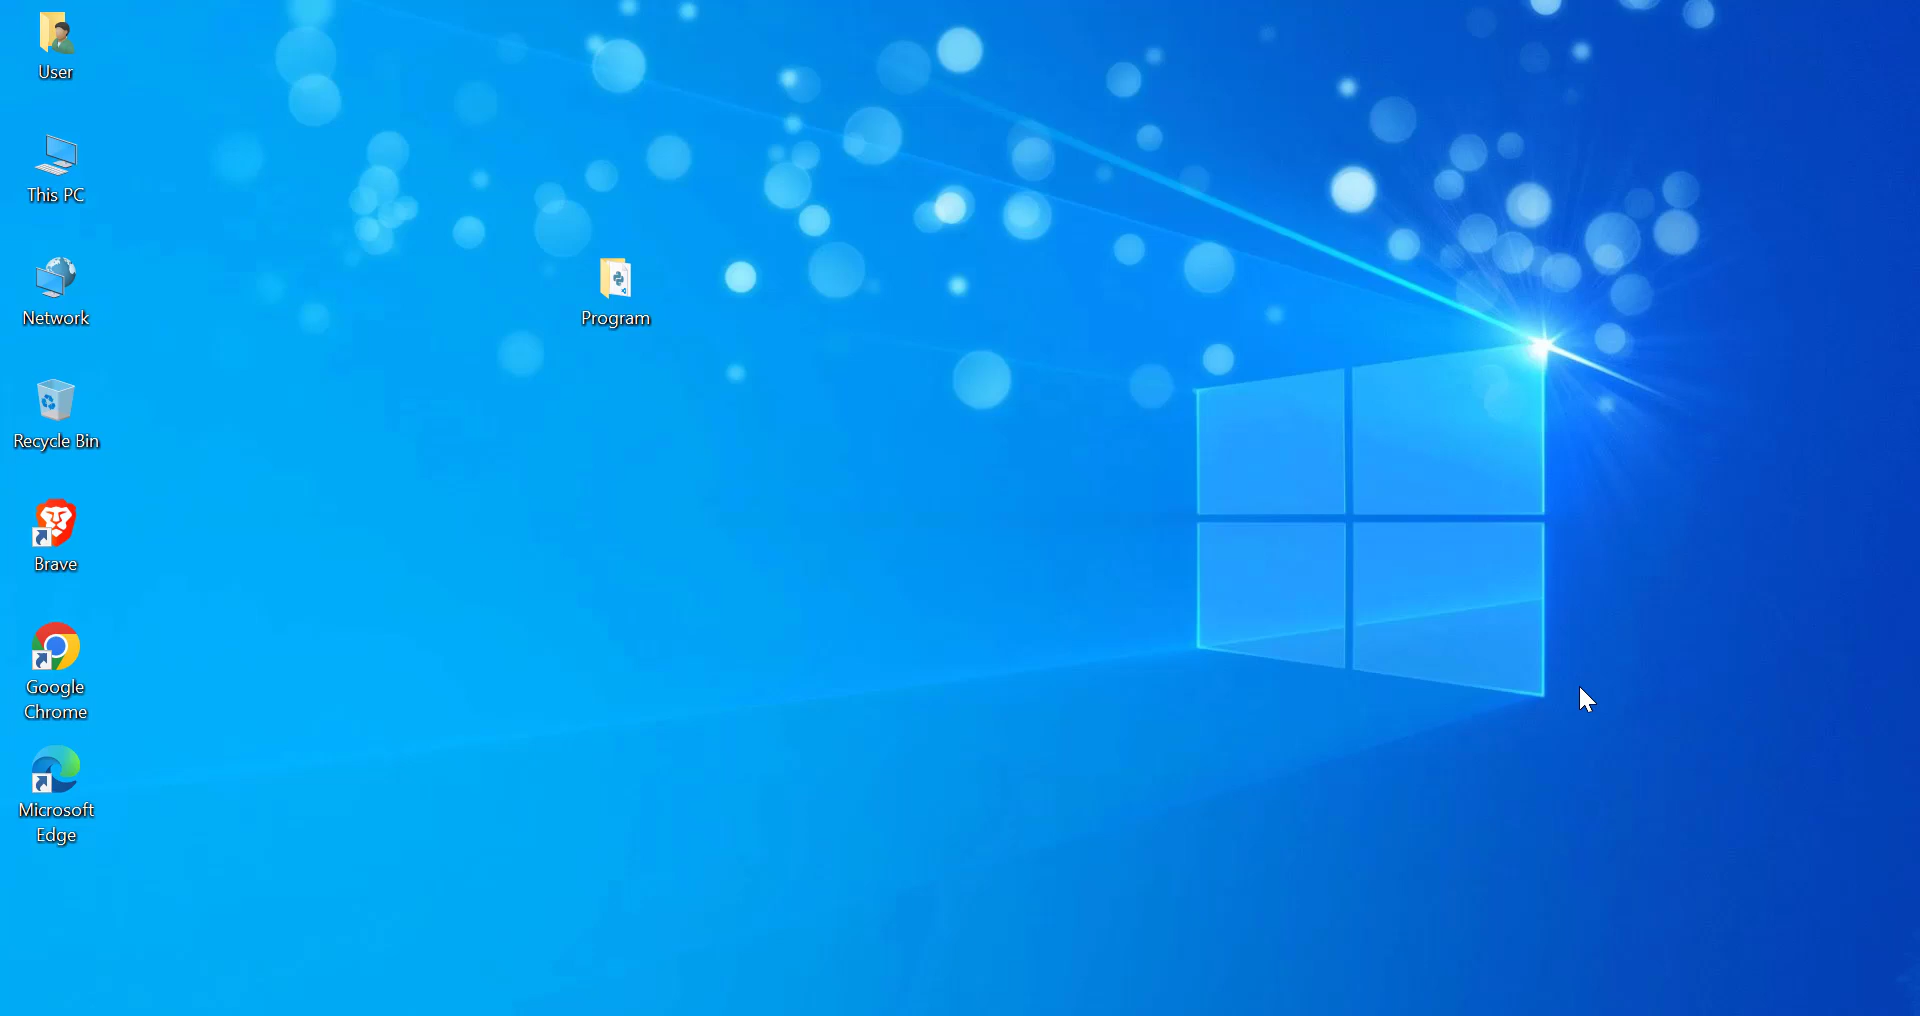 User
This PC
Network
Program
Recycle Bin
Brave
Google
Chrome
Microsoft
Edge